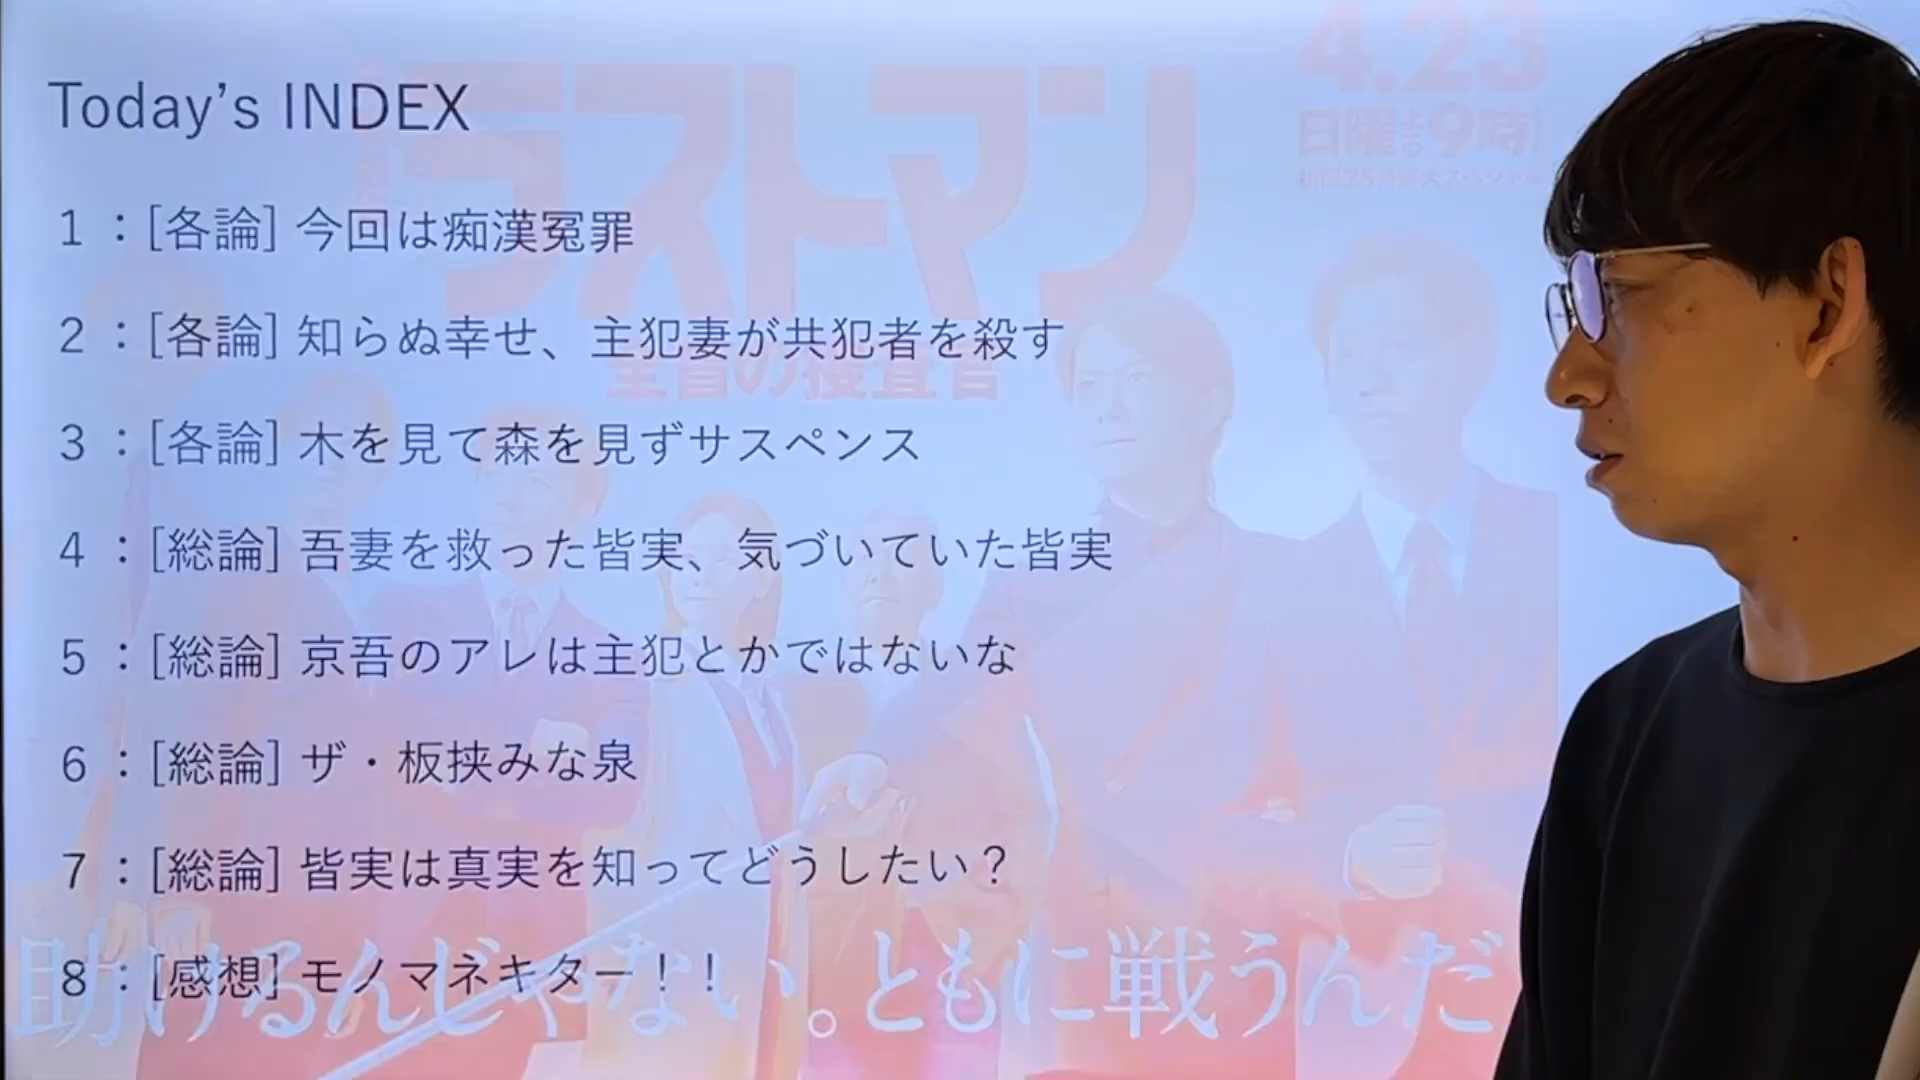 Today’s INDEX
1 ：[各論] 今回は痴漢冤罪
2 ：[各論] 知らぬ幸せ、主犯妻が共犯者を殺す
3 ：[各論] 木を見て森を見ずサスペンス
4 ：[総論] 吾妻を救った皆実、気づいていた皆実
5 ：[総論] 京吾のアレは主犯とかではないな
6 ：[総論] ザ・板挟みな泉
7 ：[総論] 皆実は真実を知ってどうしたい？
8 ：[感想] モノマネキター！！
ラストマン
全盲の捜査官
4.23
日曜よる9時
助けるんじゃない。ともに戦うんだ